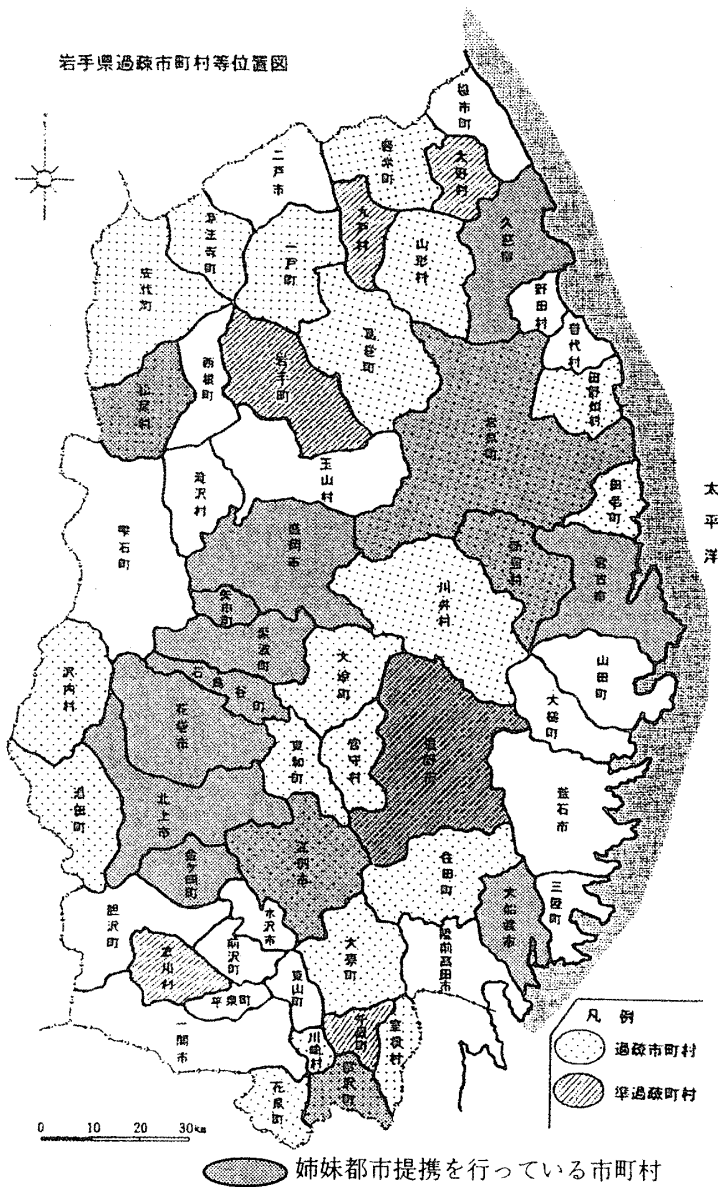 岩手県過疎市町村等位置図
種市町
二戸市
軽米町
大野村
九戸村
久慈市
浄法寺町
一戸町
山形村
安代町
野田村
普代村
葛巻町
西根町
岩手町
田野畑村
松尾村
岩泉町
玉山村
滝沢村
田老町
太平洋
雫石町
盛岡市
新里村
宮古市
川井村
矢巾町
紫波町
沢内村
石鳥谷町
大迫町
山田町
大槌町
花巻市
東和町
宮守村
遠野市
釜石市
湯田町
北上市
江刺市
住田町
金ヶ崎町
三陸町
大船渡市
胆沢町
水沢市
前沢町
大東町
陸前高田市
衣川村
東山町
平泉町
一関市
川崎村
千厩町
室根村
藤沢町
花泉町
凡例
過疎市町村
準過疎町村
0 10 20 30km
姉妹都市提携を行っている市町村